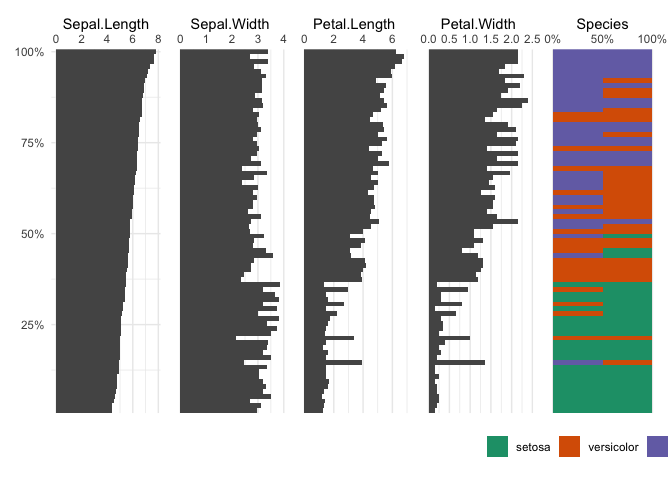 Sepal.Length Sepal.Width Petal.Length Petal.Width Species
0 2 4 6 8 0 1 2 3 4 0 2 4 6 0.0 0.5 1.0 1.5 2.0 2.5 0% 50% 100%
100%
75%
50%
25%
setosa versicolor